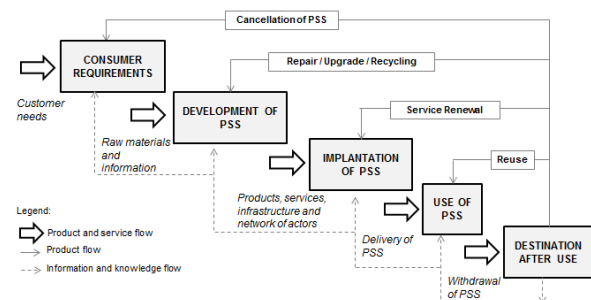 Cancellation of PSS
CONSUMER
REQUIREMENTS
Repair / Upgrade / Recycling
Customer
needs
DEVELOPMENT OF
PSS
Service Renewal
Raw materials
and
information
IMPLANTATION
OF PSS
Reuse
Products, services,
infrastructure and
network of actors
USE OF
PSS
Legend:
Product and service flow
Product flow
Information and knowledge flow
Delivery of
PSS
DESTINATION
AFTER USE
Withdrawal
of PSS